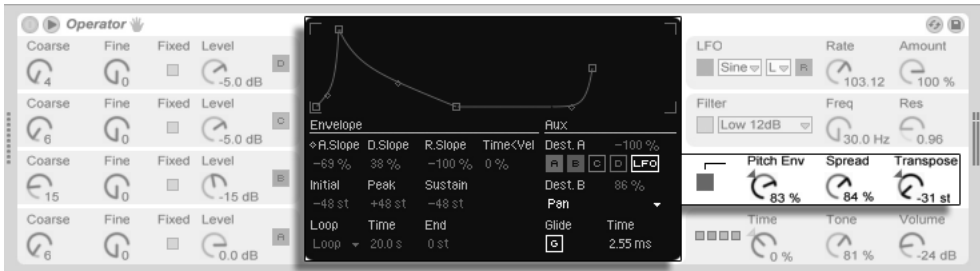 Operator
Coarse Fine Fixed Level
4 0 -5.0 dB D
Coarse Fine Fixed Level
6 0 -5.0 dB C
Coarse Fine Fixed Level
15 0 -15 dB B
Coarse Fine Fixed Level
6 0 0.0 dB A
Envelope
A.Slope D.Slope R.Slope Time<Vel
-69 % 38 % -100 % 0 %
Initial Peak Sustain
-48 st +48 st -48 st
Loop Time End
Loop 20.0 s 0 st
Aux
Dest. A -100 %
A B C D LFO
Dest. B 86 %
Pan
Glide Time
G 2.55 ms
LFO Rate Amount
Sine L R 103.12 100 %
Filter Freq Res
Low 12dB 30.0 Hz 0.96
Pitch Env Spread Transpose
83 % 84 % -31 st
Time Tone Volume
0 % 81 % -24 dB